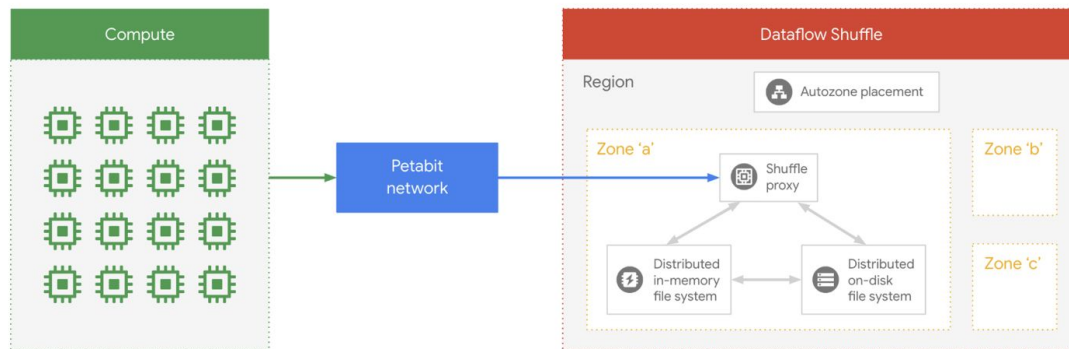 Compute
Dataflow Shuffle
Region
Autozone placement
Zone ‘a’
Zone ‘b’
Petabit
network
Shuffle
proxy
Distributed
in-memory
file system
Distributed
on-disk
file system
Zone ‘c’